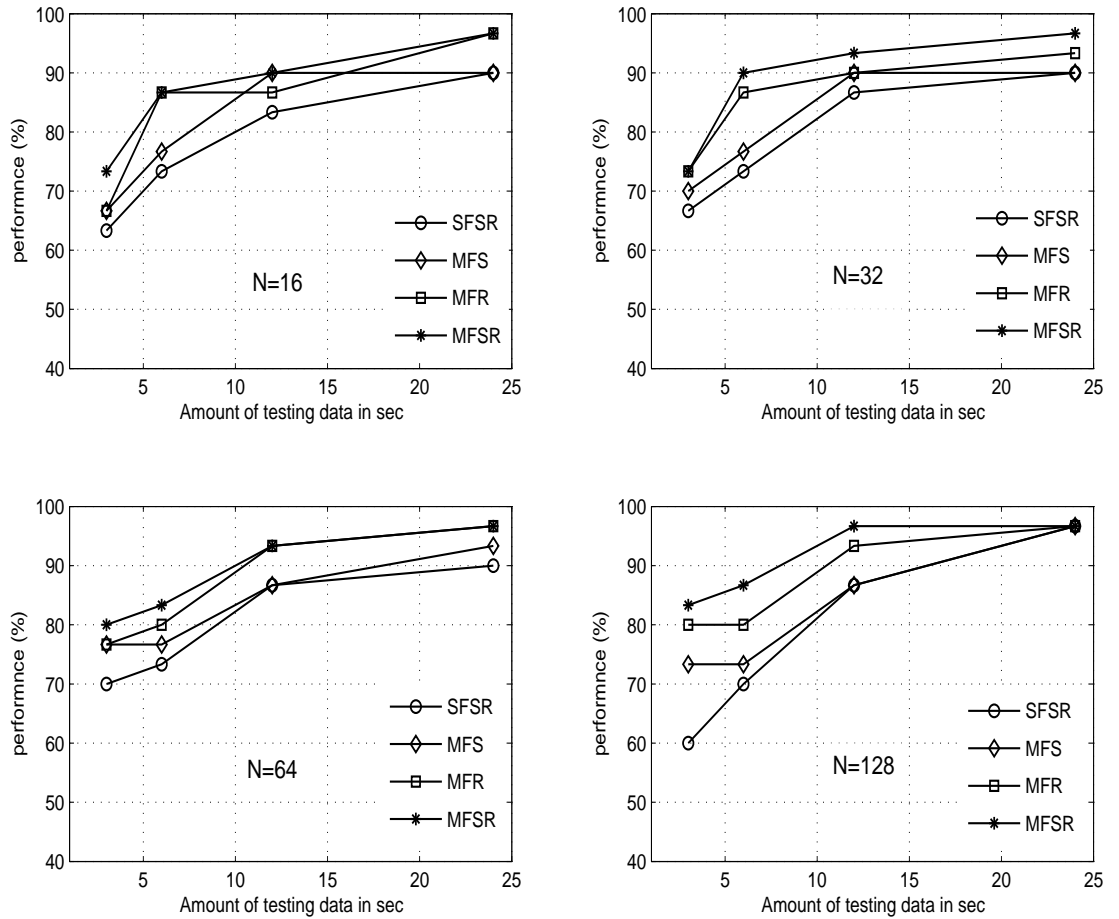 100
90
80
70
60
50
40
performnce (%)
5 10 15 20 25
Amount of testing data in sec
N=16
SFSR
MFS
MFR
MFSR
100
90
80
70
60
50
40
performnce (%)
5 10 15 20 25
Amount of testing data in sec
N=32
SFSR
MFS
MFR
MFSR
100
90
80
70
60
50
40
performnce (%)
5 10 15 20 25
Amount of testing data in sec
N=64
SFSR
MFS
MFR
MFSR
100
90
80
70
60
50
40
performnce (%)
5 10 15 20 25
Amount of testing data in sec
N=128
SFSR
MFS
MFR
MFSR